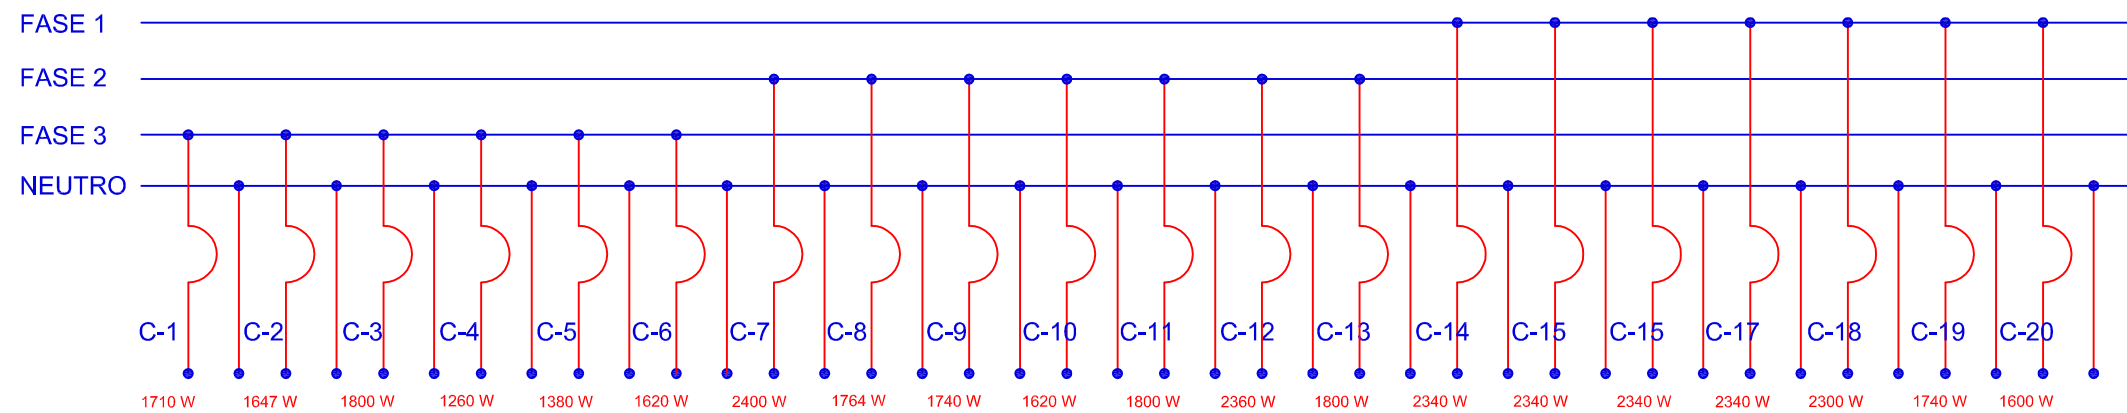 FASE 1
FASE 2
FASE 3
NEUTRO
C-1 C-2 C-3 C-4 C-5 C-6 C-7 C-8 C-9 C-10 C-11 C-12 C-13 C-14 C-15 C-15 C-17 C-18 C-19 C-20
1710 W 1647 W 1800 W 1260 W 1380 W 1620 W 2400 W 1764 W 1740 W 1620 W 1800 W 2360 W 1800 W 2340 W 2340 W 2340 W 2340 W 2300 W 1740 W 1600 W